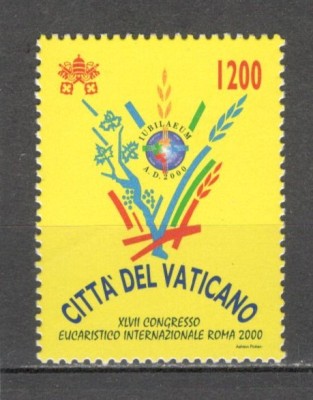 1200
IUBILAEUM
A.D. 2000
CITTÀ DEL VATICANO
XLVII CONGRESSO
EUCARISTICO INTERNAZIONALE ROMA 2000